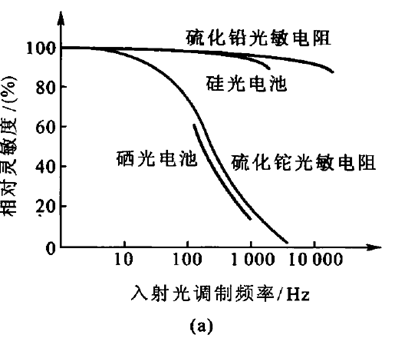 硫化铅光敏电阻
100
硅光电池
80
60
硒光电池
硫化铊光敏电阻
40
20
0
10
100
1 000
10 000
相对灵敏度/(%)
入射光调制频率/Hz
(a)